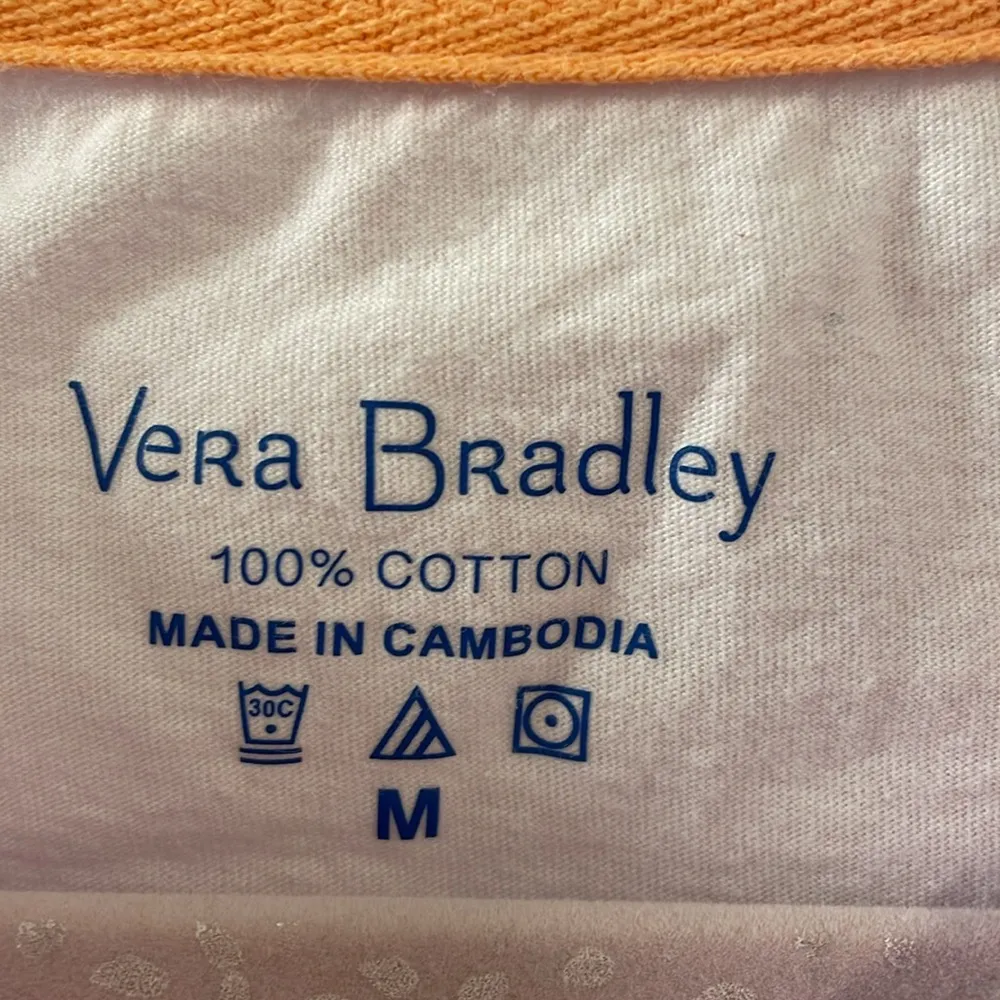 Vera Bradley
100% COTTON
MADE IN CAMBODIA
30C
M